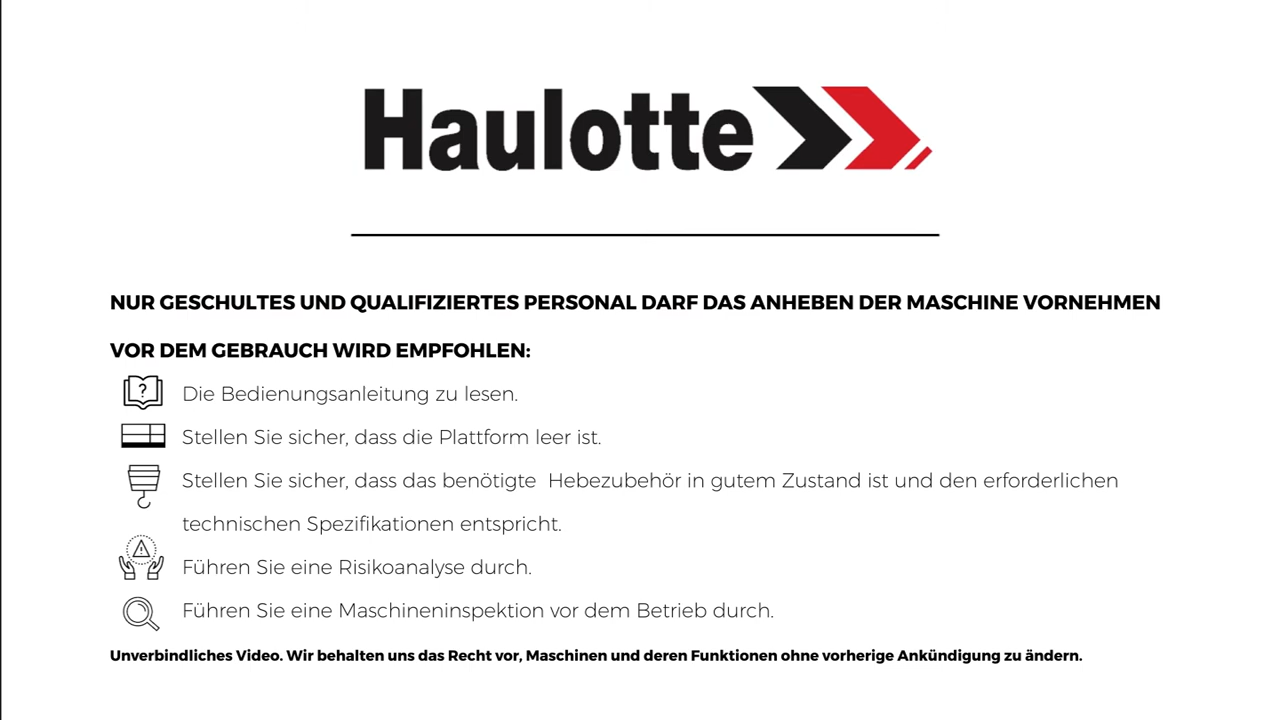 Haulotte
NUR GESCHULTES UND QUALIFIZIERTES PERSONAL DARF DAS ANHEBEN DER MASCHINE VORNEHMEN
VOR DEM GEBRAUCH WIRD EMPFOHLEN:
Die Bedienungsanleitung zu lesen.
Stellen Sie sicher, dass die Plattform leer ist.
Stellen Sie sicher, dass das benötigte  Hebezubehör in gutem Zustand ist und den erforderlichen
technischen Spezifikationen entspricht.
Führen Sie eine Risikoanalyse durch.
Führen Sie eine Maschineninspektion vor dem Betrieb durch.
Unverbindliches Video. Wir behalten uns das Recht vor, Maschinen und deren Funktionen ohne vorherige Ankündigung zu ändern.